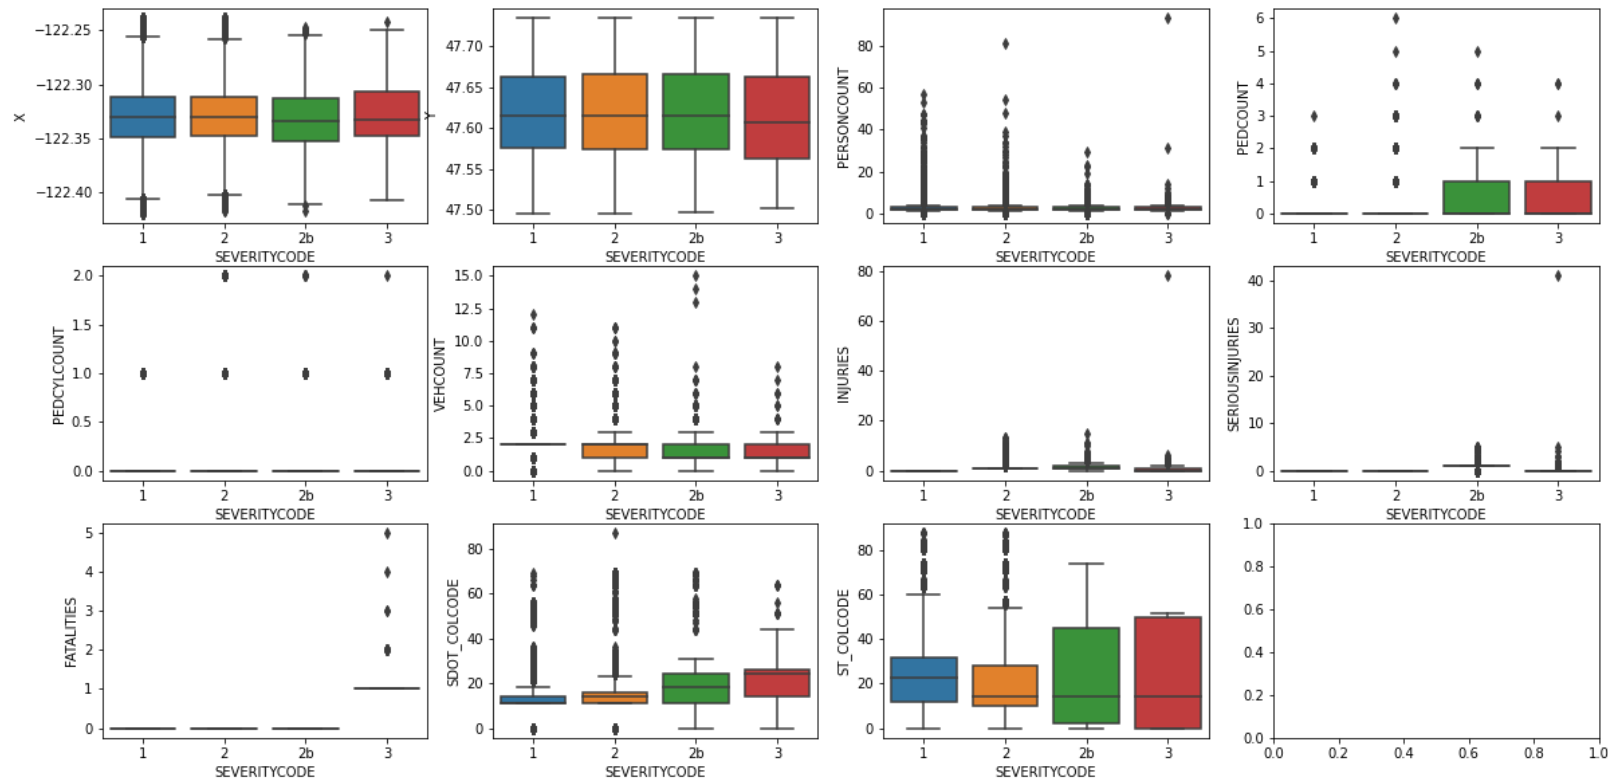 −122.25
−122.30
−122.35
−122.40
X
1 2 2b 3
SEVERITYCODE
47.70
47.65
47.60
47.55
47.50
Y
1 2 2b 3
SEVERITYCODE
80
60
40
20
0
PERSONCOUNT
1 2 2b 3
SEVERITYCODE
6
5
4
3
2
1
0
PEDCOUNT
1 2 2b 3
SEVERITYCODE
2.0
1.5
1.0
0.5
0.0
PEDCYLCOUNT
1 2 2b 3
SEVERITYCODE
15.0
12.5
10.0
7.5
5.0
2.5
0.0
VEHCOUNT
1 2 2b 3
SEVERITYCODE
80
60
40
20
0
INJURIES
1 2 2b 3
SEVERITYCODE
40
30
20
10
0
SERIOUSINJURIES
1 2 2b 3
SEVERITYCODE
5
4
3
2
1
0
FATALITIES
1 2 2b 3
SEVERITYCODE
80
60
40
20
0
SDOT_COLCODE
1 2 2b 3
SEVERITYCODE
80
60
40
20
0
ST_COLCODE
1 2 2b 3
SEVERITYCODE
1.0
0.8
0.6
0.4
0.2
0.0
0.0 0.2 0.4 0.6 0.8 1.0